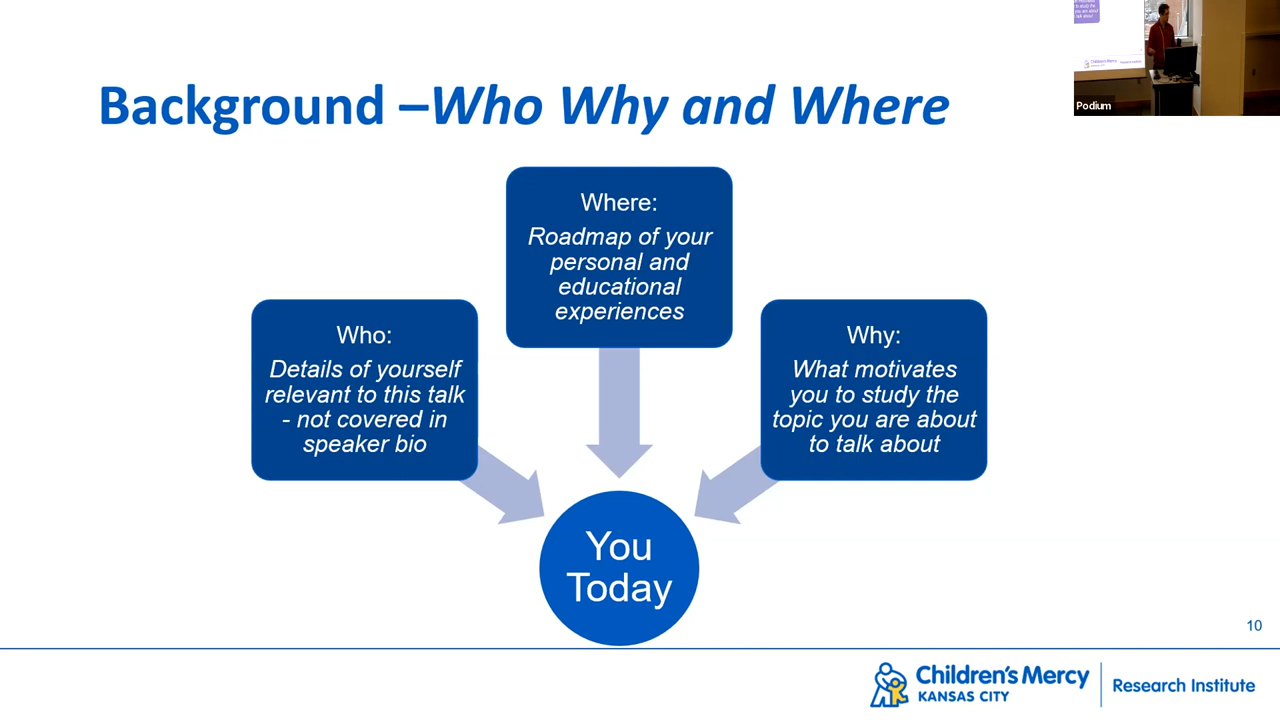 Background –Who Why and Where
Podium
Where:
Roadmap of your
personal and
educational
experiences
Who:
Details of yourself
relevant to this talk
- not covered in
speaker bio
Why:
What motivates
you to study the
topic you are about
to talk about
You
Today
10
Children's Mercy
KANSAS CITY
Research Institute